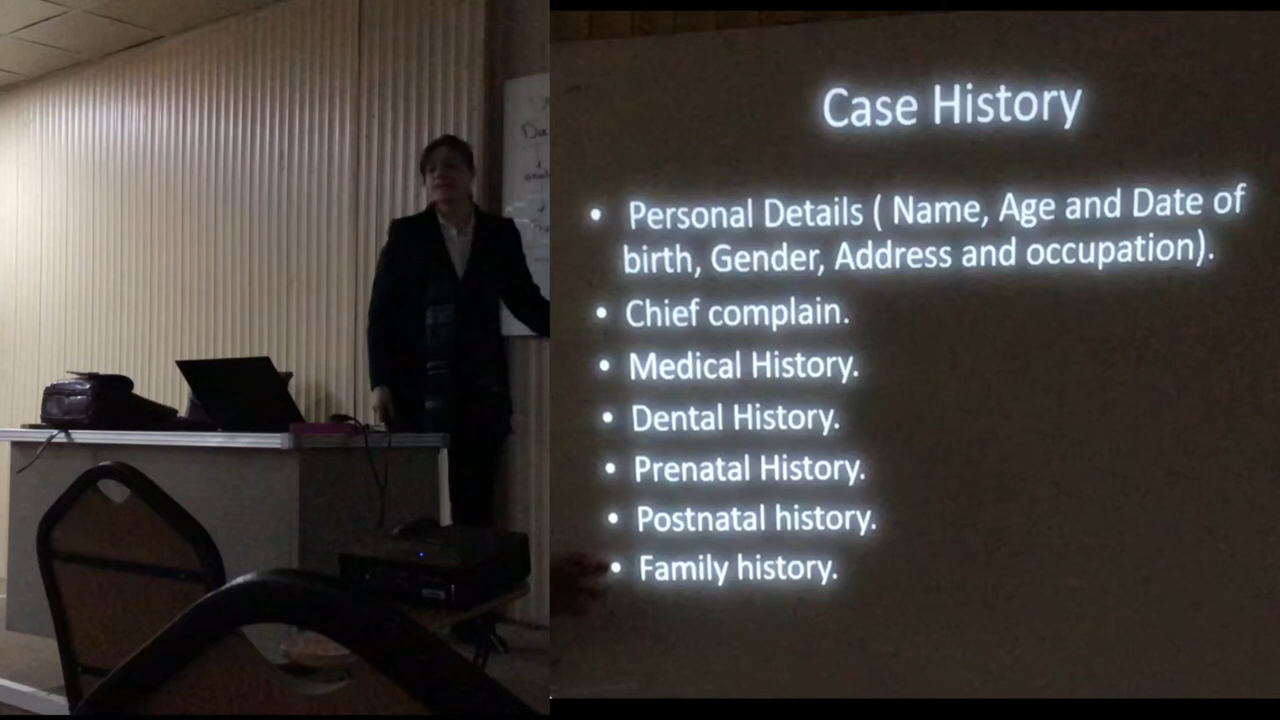 Case History
• Personal Details ( Name, Age and Date of
birth, Gender, Address and occupation).
• Chief complain.
• Medical History.
• Dental History.
• Prenatal History.
• Postnatal history.
• Family history.